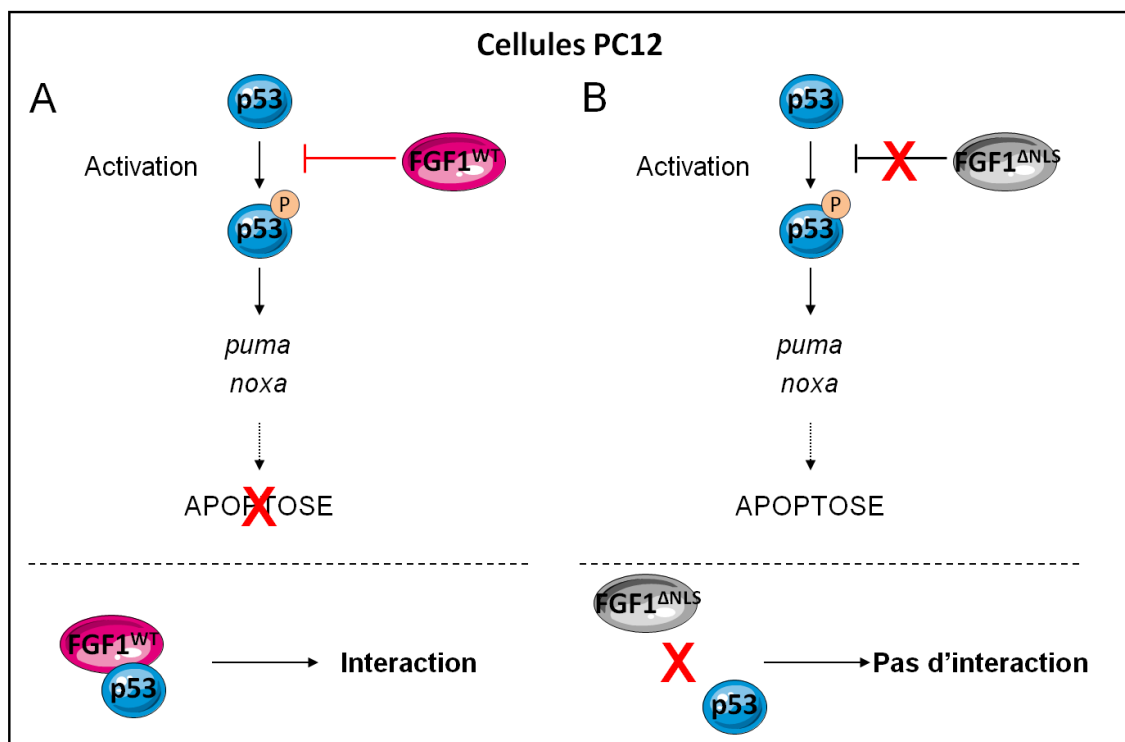 Cellules PC12
A
p53
Activation
FGF1WT
P
p53
puma
noxa
APOPTOSE
FGF1WT
p53
Interaction
B
p53
Activation
FGF1ΔNLS
P
p53
puma
noxa
APOPTOSE
FGF1ΔNLS
p53
Pas d’interaction